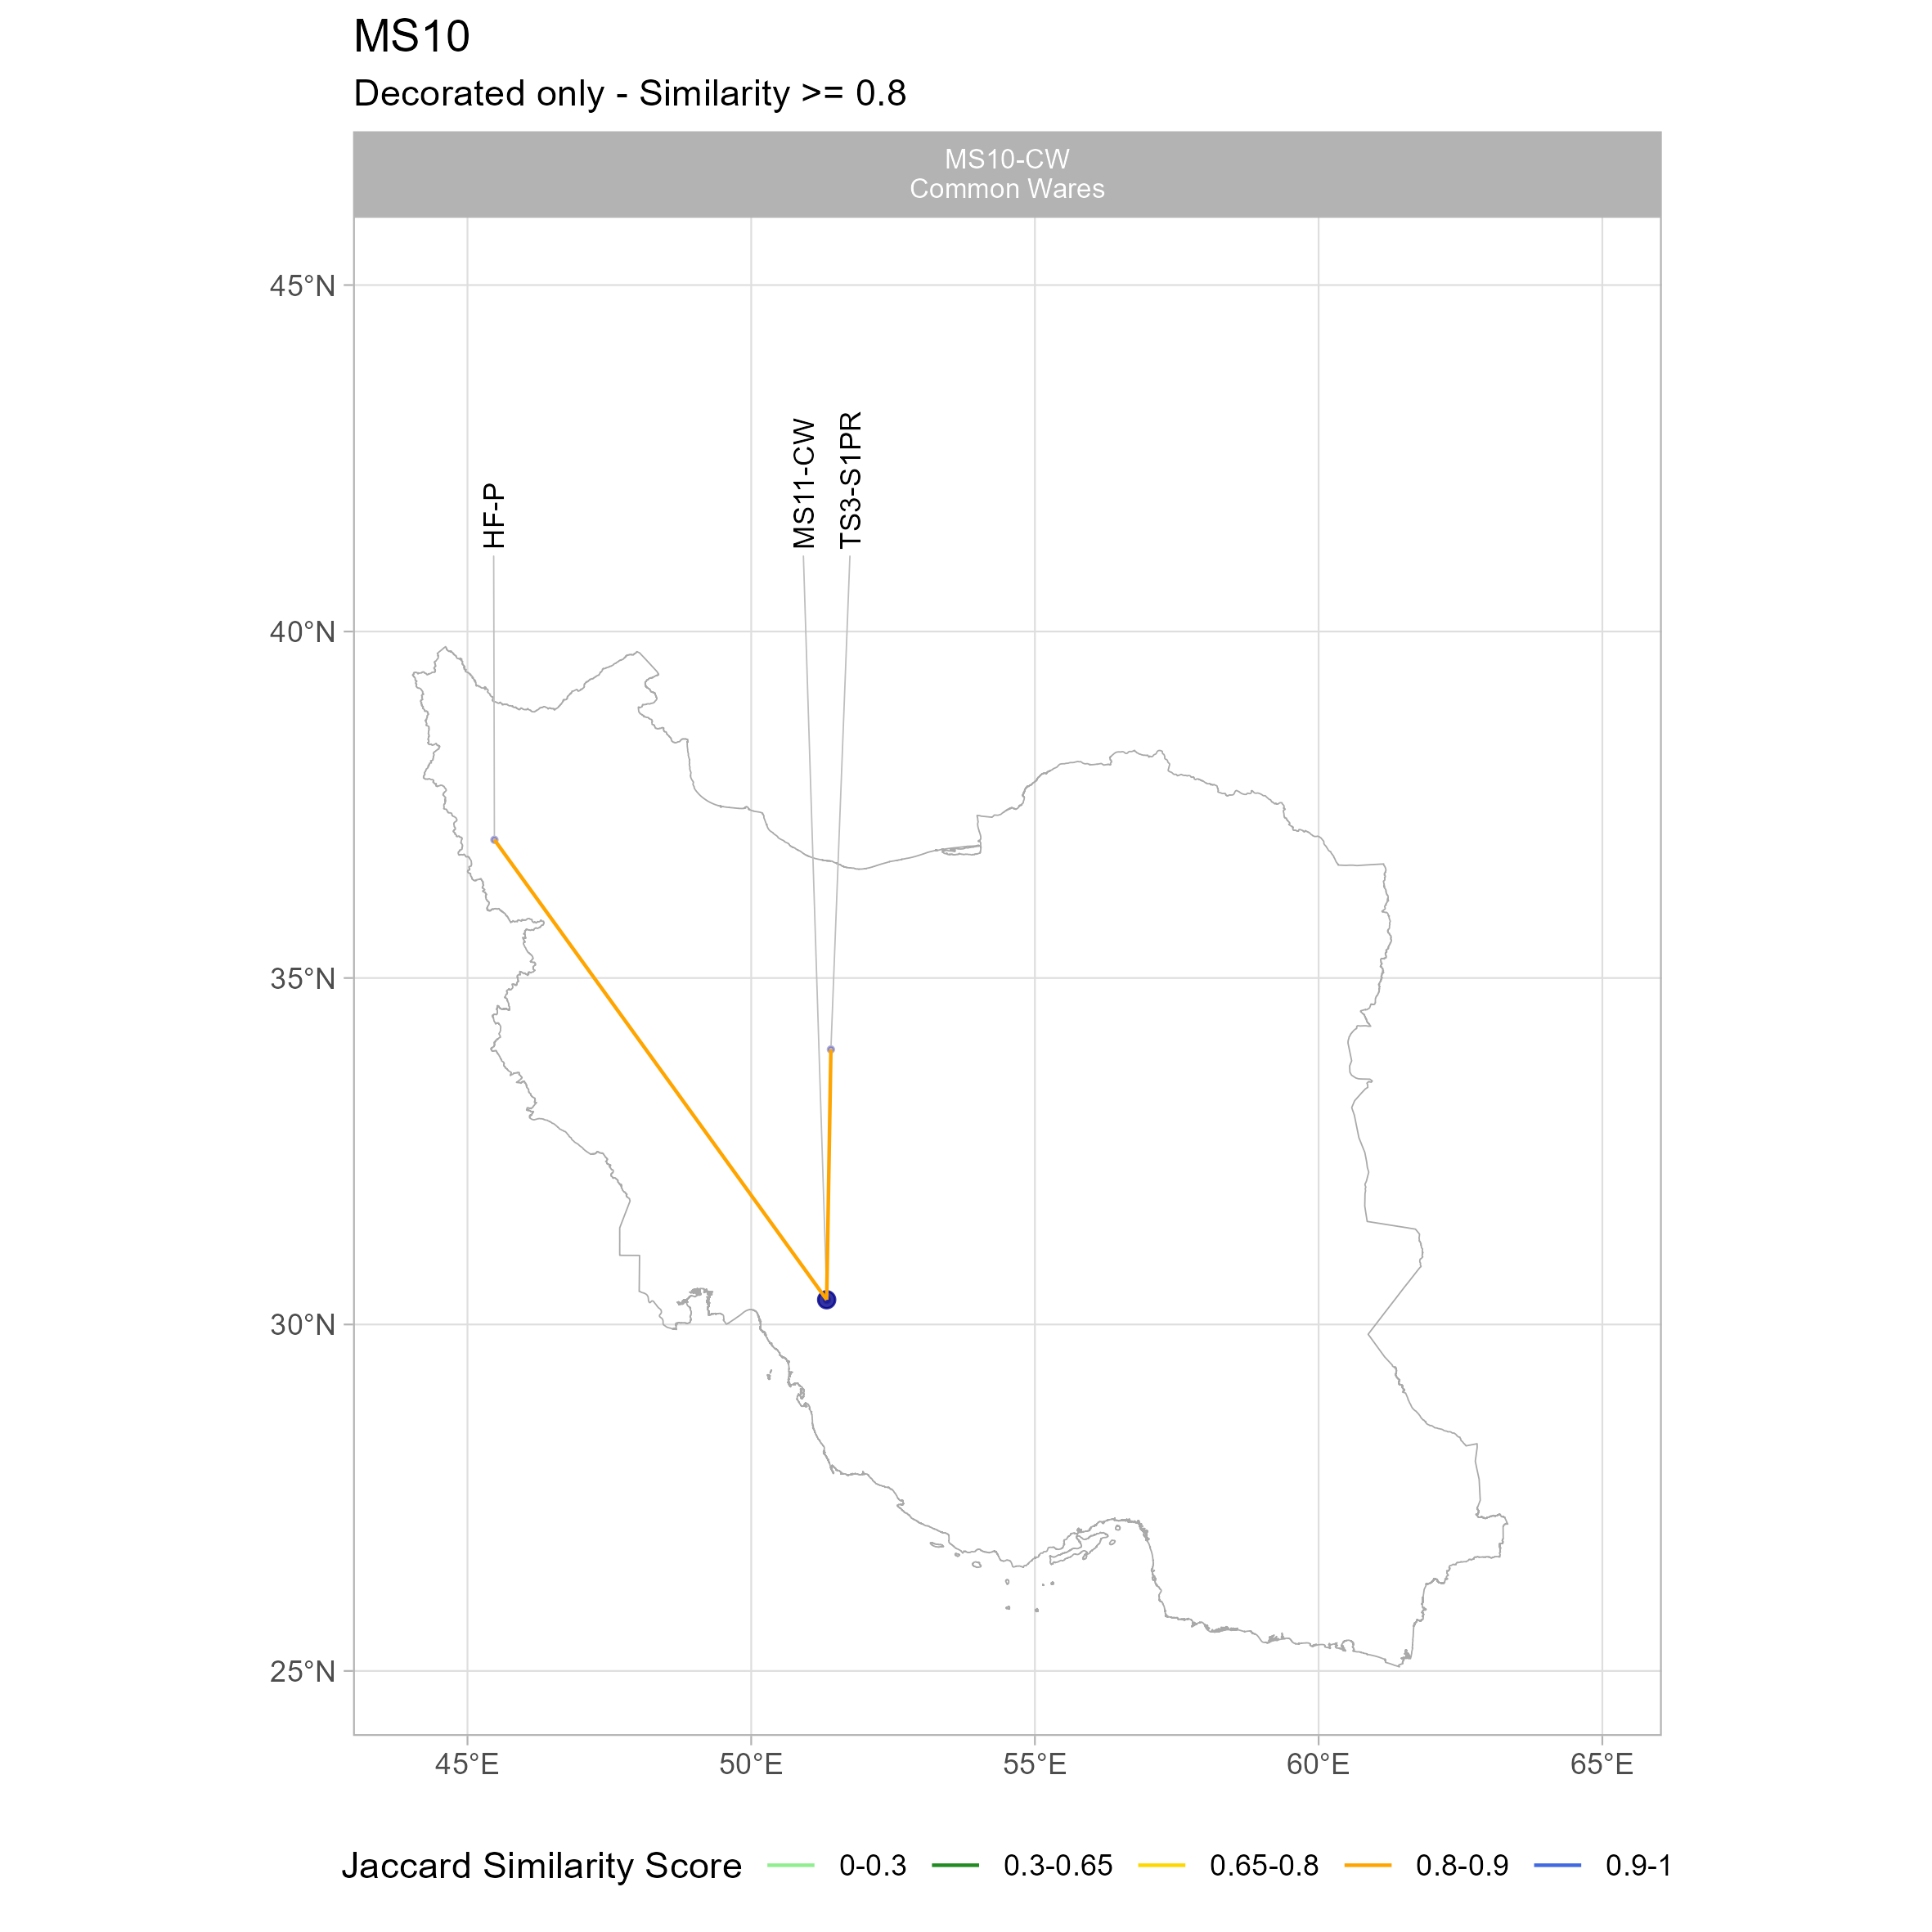 MS10
Decorated only - Similarity >= 0.8
MS10-CW
Common Wares
45°N
40°N
35°N
30°N
25°N
HF-P
MS11-CW
TS3-S1PR
45°E
50°E
55°E
60°E
65°E
Jaccard Similarity Score 0-0.3 0.3-0.65 0.65-0.8 0.8-0.9 0.9-1